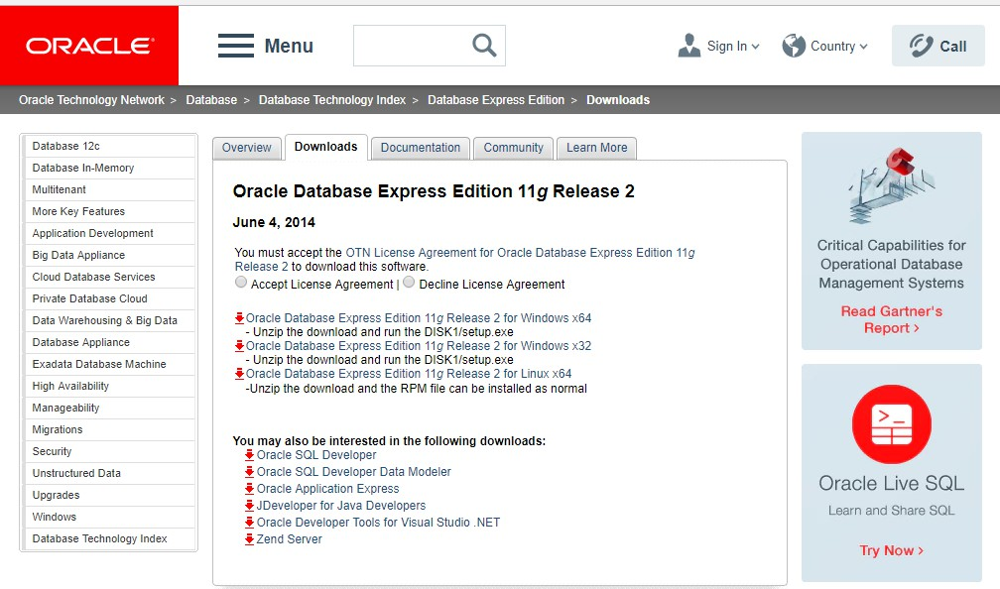 ORACLE
Menu
Sign In
Country
Call
Oracle Technology Network > Database > Database Technology Index > Database Express Edition > Downloads
Database 12c
Database In-Memory
Multitenant
More Key Features
Application Development
Big Data Appliance
Cloud Database Services
Private Database Cloud
Data Warehousing & Big Data
Database Appliance
Exadata Database Machine
High Availability
Manageability
Migrations
Security
Unstructured Data
Upgrades
Windows
Database Technology Index
Overview
Downloads
Documentation
Community
Learn More
Oracle Database Express Edition 11g Release 2
June 4, 2014
You must accept the OTN License Agreement for Oracle Database Express Edition 11g
Release 2 to download this software.
Accept License Agreement | Decline License Agreement
Oracle Database Express Edition 11g Release 2 for Windows x64
- Unzip the download and run the DISK1/setup.exe
Oracle Database Express Edition 11g Release 2 for Windows x32
- Unzip the download and run the DISK1/setup.exe
Oracle Database Express Edition 11g Release 2 for Linux x64
-Unzip the download and the RPM file can be installed as normal
You may also be interested in the following downloads:
Oracle SQL Developer
Oracle SQL Developer Data Modeler
Oracle Application Express
JDeveloper for Java Developers
Oracle Developer Tools for Visual Studio .NET
Zend Server
Critical Capabilities for
Operational Database
Management Systems
Read Gartner's
Report >
>_
Oracle Live SQL
Learn and Share SQL
Try Now >